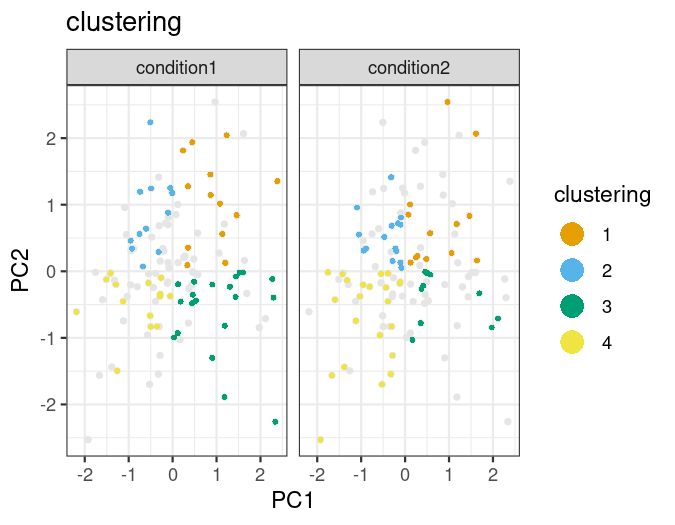 clustering
condition1 condition2
2
1
0
-1
-2
PC2
-2 -1 0 1 2 -2 -1 0 1 2
PC1
clustering
1
2
3
4